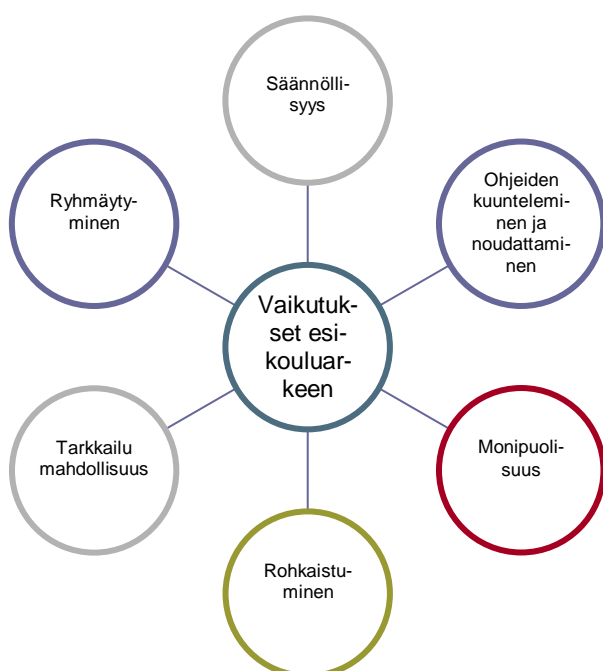 Säännölli-
syys
Ohjeiden
kuuntelemi
nen ja
noudattami
nen
Monipuoli-
suus
Rohkaistu-
minen
Tarkkailu
mahdollisuus
Ryhmäyty-
minen
Vaikutuk-
set esi-
kouluar-
keen